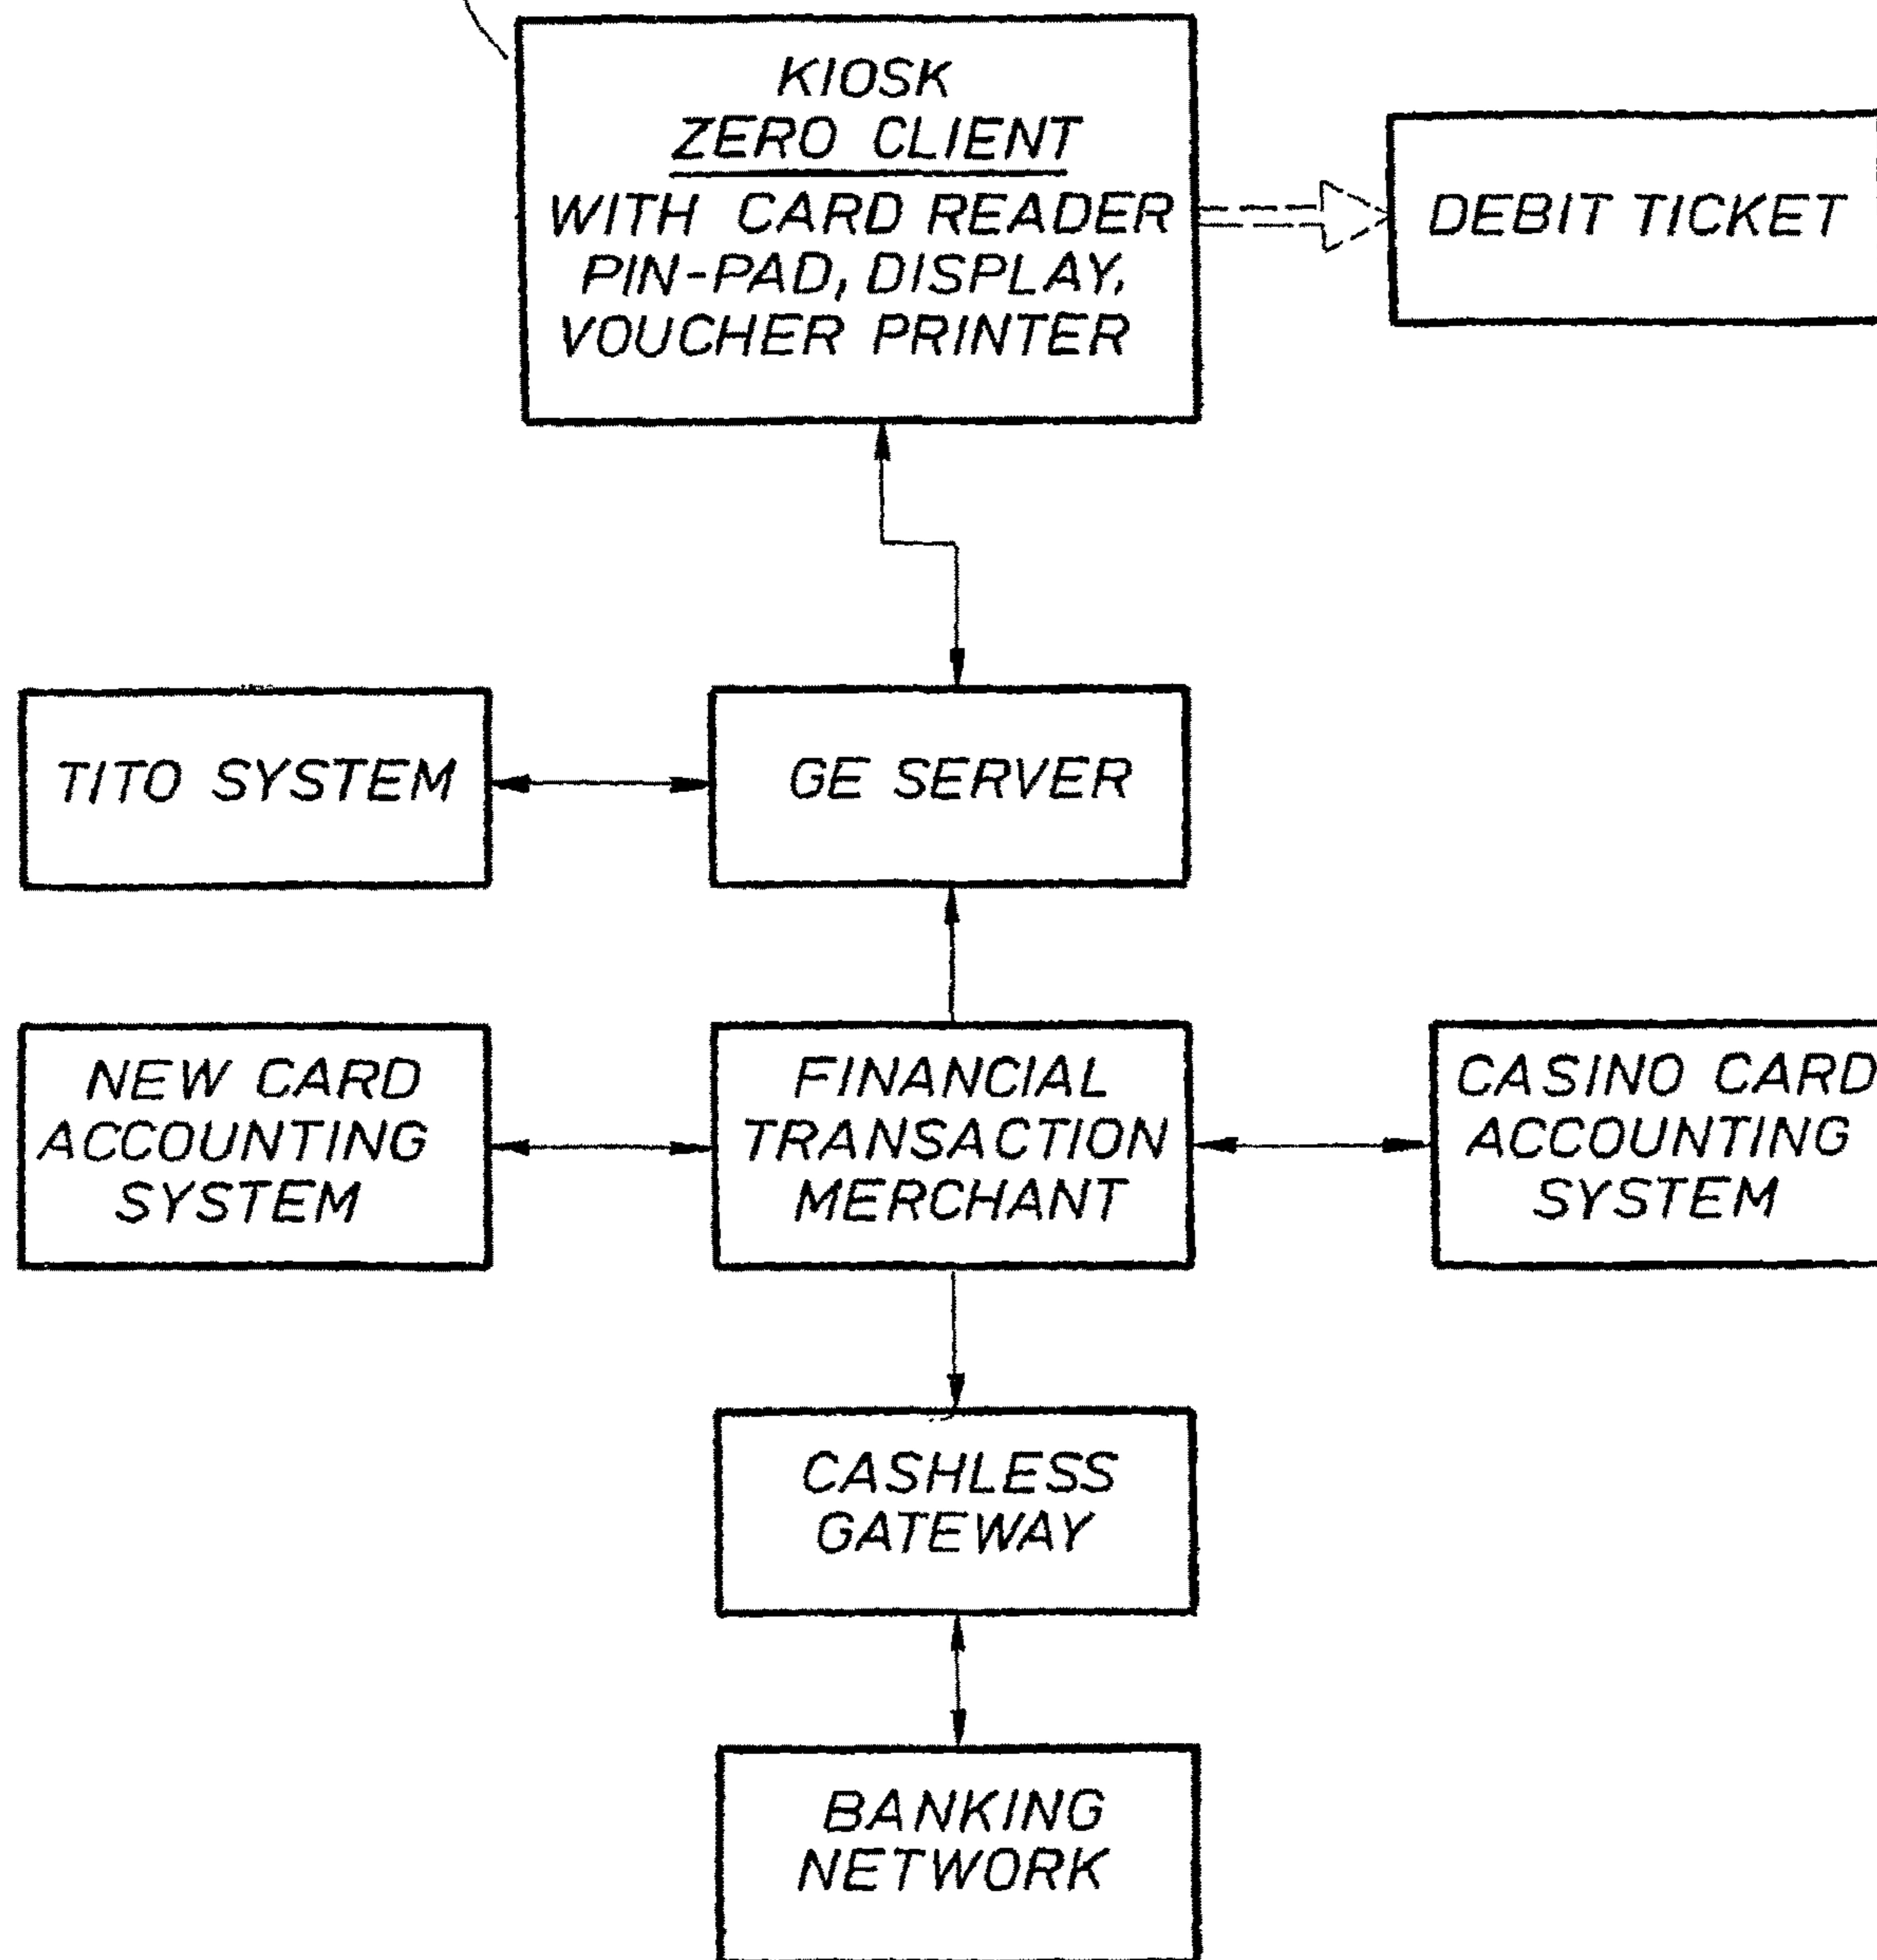 KIOSK
ZERO CLIENT
WITH CARD READER
PIN-PAD, DISPLAY,
VOUCHER PRINTER
DEBIT TICKET
TITO SYSTEM
GE SERVER
NEW CARD
ACCOUNTING
SYSTEM
FINANCIAL
TRANSACTION
MERCHANT
CASINO CARD
ACCOUNTING
SYSTEM
CASHLESS
GATEWAY
BANKING
NETWORK